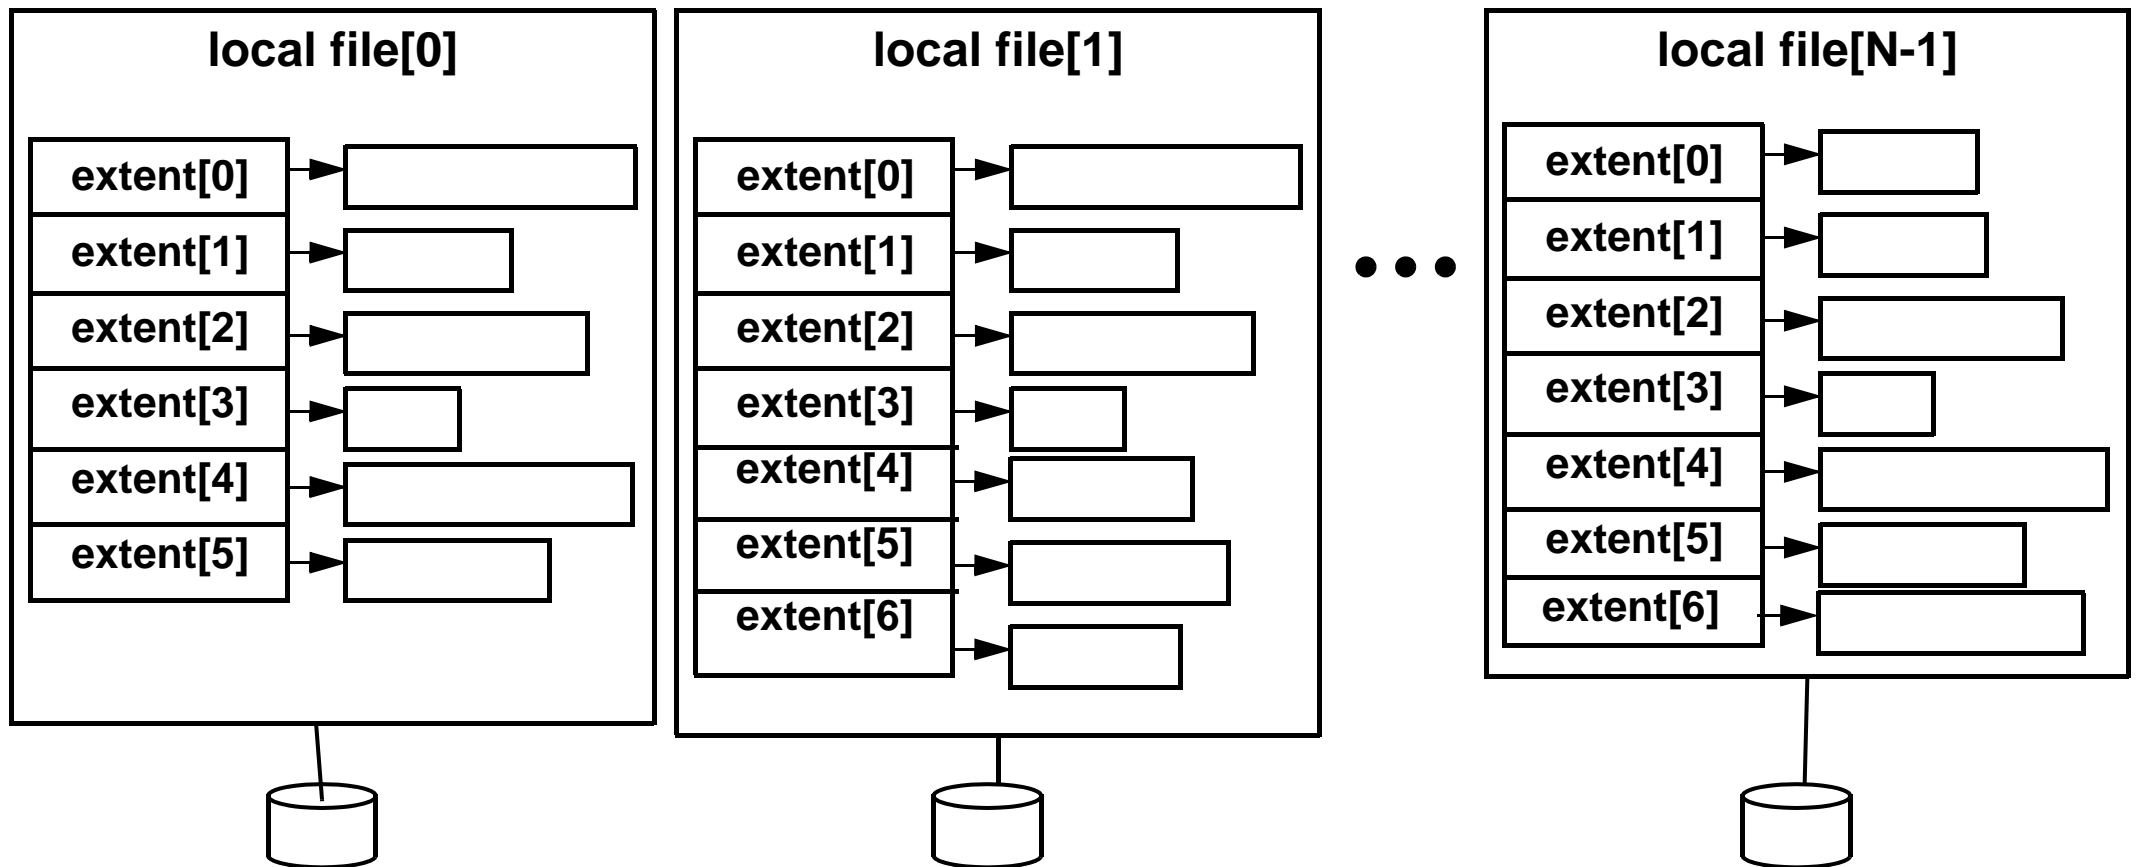 local file[0]
extent[0]
extent[1]
extent[2]
extent[3]
extent[4]
extent[5]
local file[1]
extent[0]
extent[1]
extent[2]
extent[3]
extent[4]
extent[5]
extent[6]
local file[N-1]
extent[0]
extent[1]
extent[2]
extent[3]
extent[4]
extent[5]
extent[6]